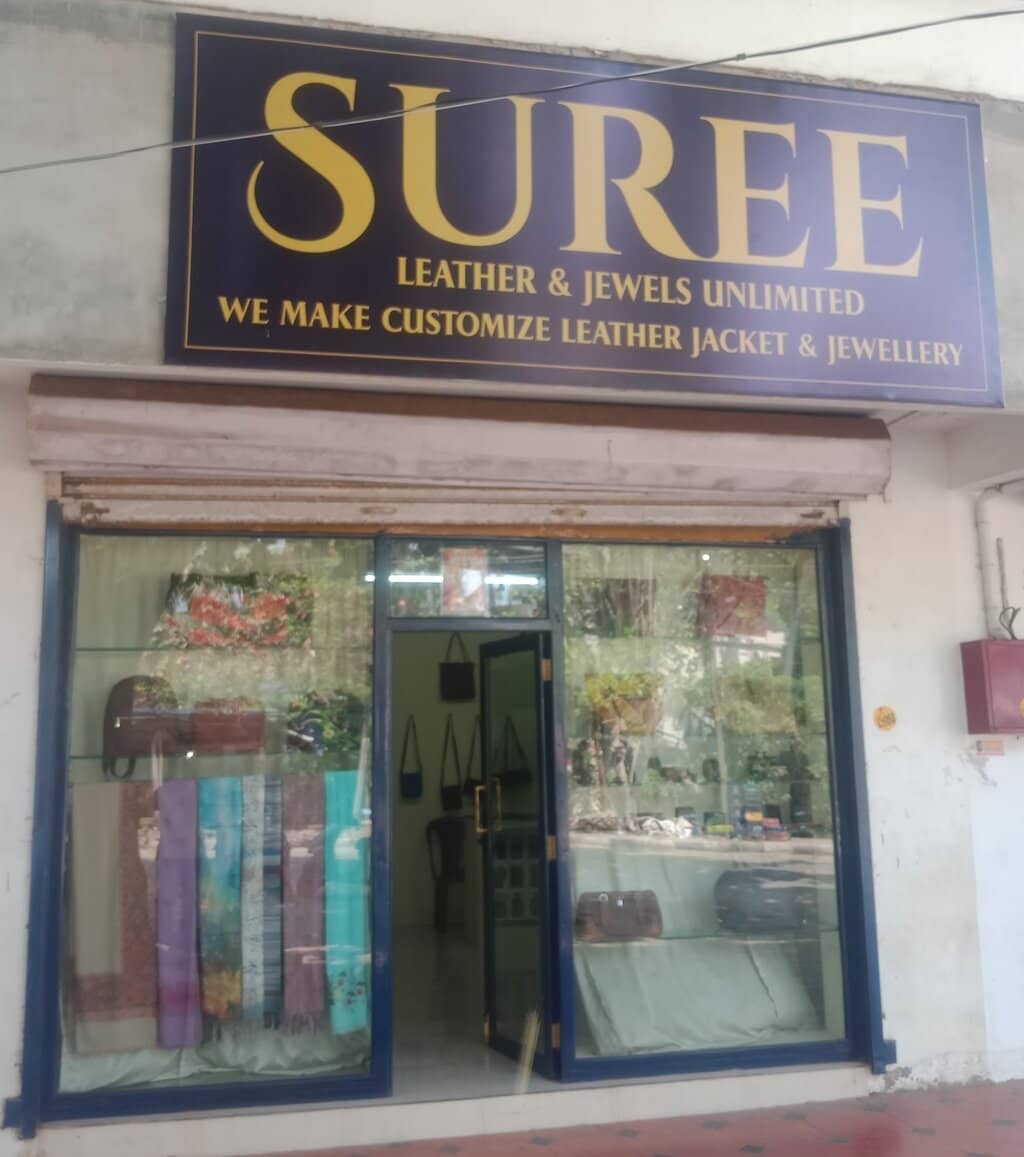 SUREE
LEATHER & JEWELS UNLIMITED
WE MAKE CUSTOMIZE LEATHER JACKET & JEWELLERY